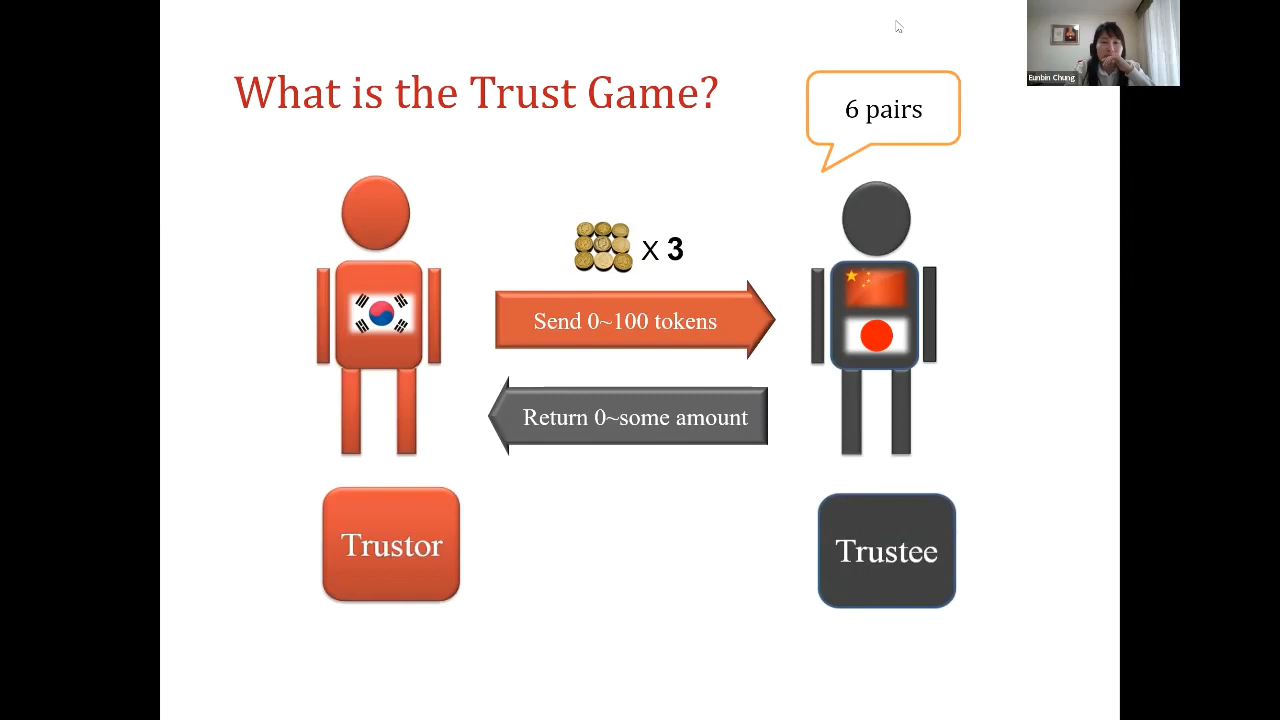 What is the Trust Game?
6 pairs
Eunbin Chung
X 3
Send 0~100 tokens
Return 0~some amount
Trustor
Trustee